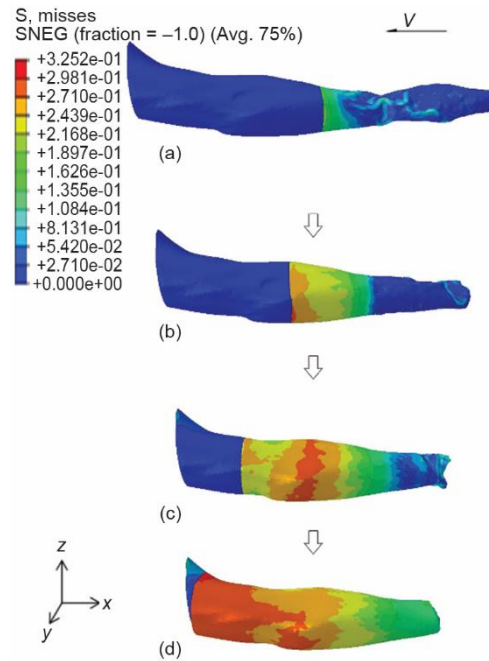 S, misses
SNEG (fraction = –1.0) (Avg. 75%)
V
+3.252e-01
+2.981e-01
+2.710e-01
+2.439e-01
+2.168e-01
+1.897e-01
+1.626e-01
+1.355e-01
+1.084e-01
+8.131e-01
+5.420e-02
+2.710e-02
+0.000e+00
(a)
(b)
(c)
(d)
z
x
y